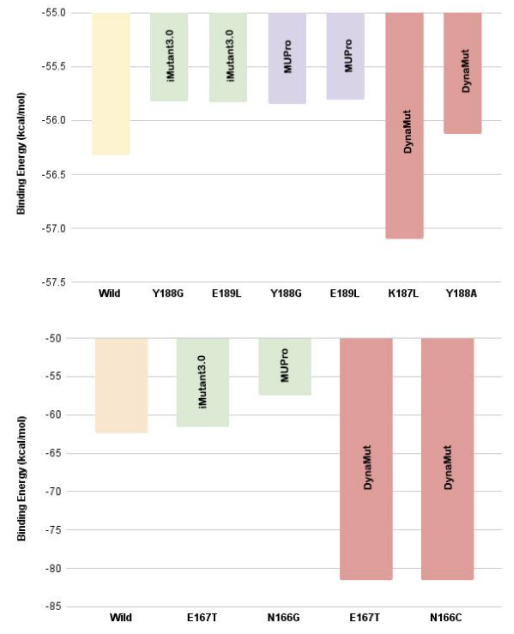 Binding Energy (kcal/mol)
-55.0
-55.5
-56.0
-56.5
-57.0
-57.5
iMutant3.0
iMutant3.0
MUPro
MUPro
DynaMut
DynaMut
Wild Y188G E189L Y188G E189L K187L Y188A
Binding Energy (kcal/mol)
-50
-55
-60
-65
-70
-75
-80
-85
iMutant3.0
MUPro
DynaMut
DynaMut
Wild E167T N166G E167T N166C